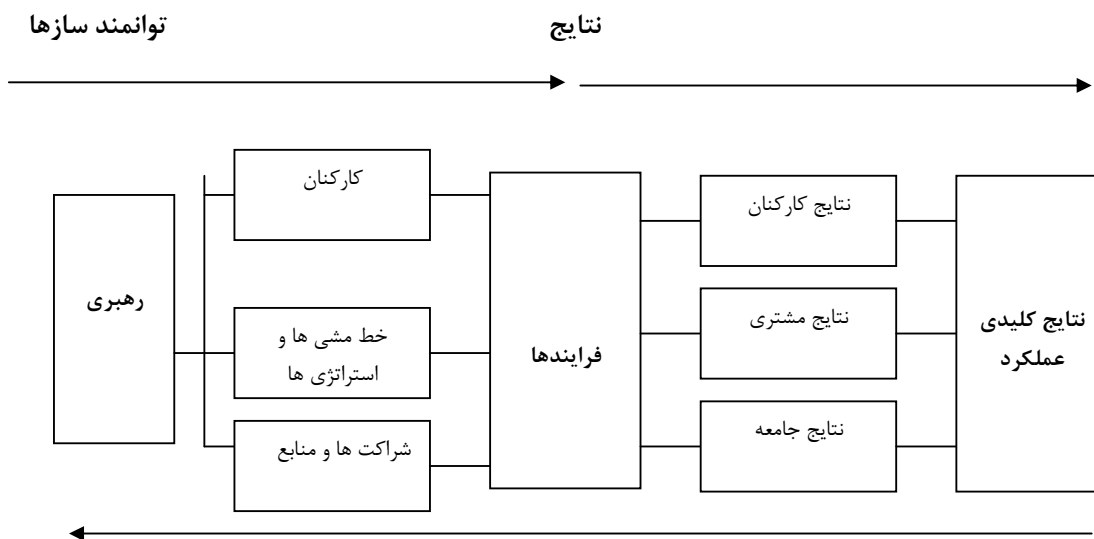 توانمند سازها
نتایج
رهبری
کارکنان
خط مشی ها و
استراتژی ها
شراکت ها و منابع
فرایندها
نتایج کارکنان
نتایج مشتری
نتایج جامعه
نتایج کلیدی
عملکرد